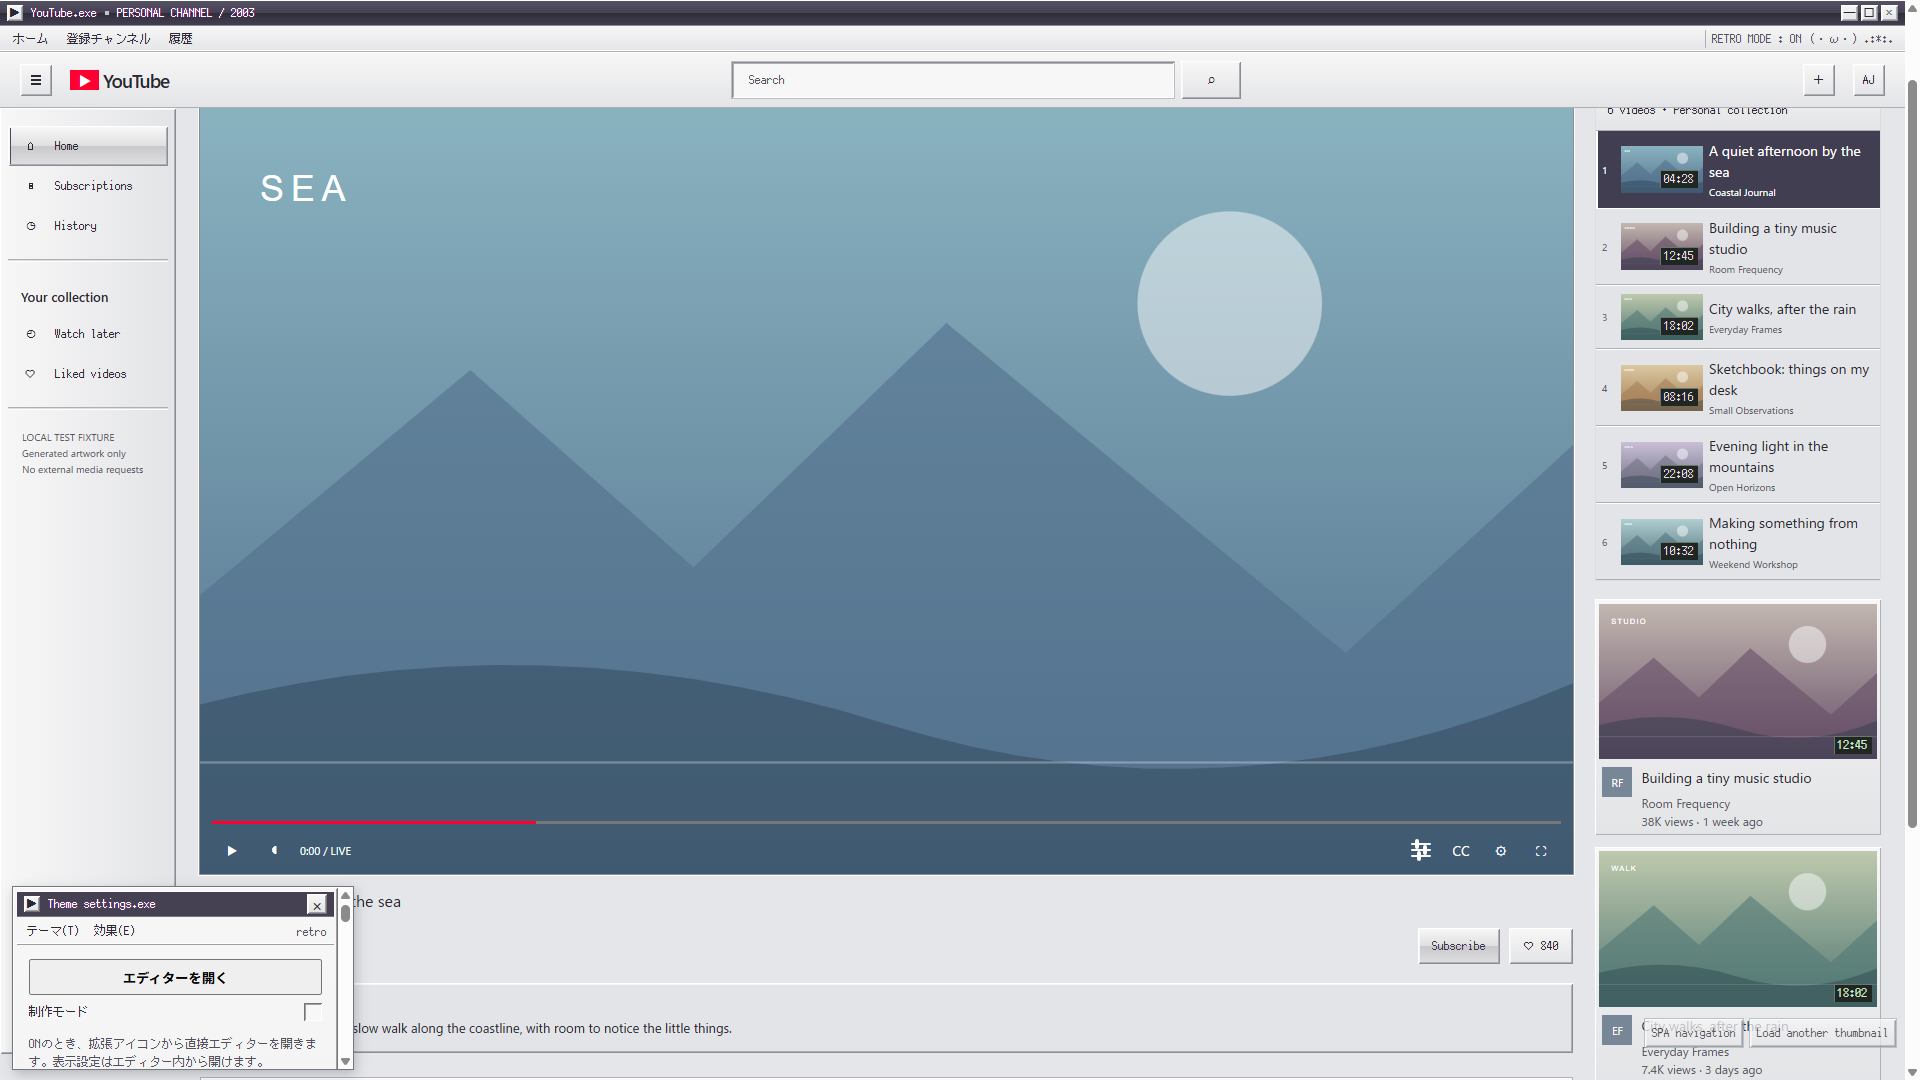 YouTube.exe ▪ PERSONAL CHANNEL / 2003
ホーム 登録チャンネル 履歴
RETRO MODE : ON (・ω・) .:*:.
YouTube
Search
AJ
Home
Subscriptions
History
Your collection
Watch later
Liked videos
LOCAL TEST FIXTURE
Generated artwork only
No external media requests
SEA
0:00 / LIVE
CC
the sea
Subscribe
♡ 840
slow walk along the coastline, with room to notice the little things.
6 videos • Personal collection
1
04:28
A quiet afternoon by the
sea
Coastal Journal
2
12:45
Building a tiny music
studio
Room Frequency
3
18:02
City walks, after the rain
Everyday Frames
4
08:16
Sketchbook: things on my
desk
Small Observations
5
22:08
Evening light in the
mountains
Open Horizons
6
10:32
Making something from
nothing
Weekend Workshop
STUDIO
12:45
RF
Building a tiny music studio
Room Frequency
38K views · 1 week ago
WALK
18:02
EF
City walks, after the rain
Everyday Frames
7.4K views · 3 days ago
SPA navigation
Load another thumbnail
Theme settings.exe
テーマ(T) 効果(E)
retro
エディターを開く
制作モード
ONのとき、拡張アイコンから直接エディターを開きま
す。表示設定はエディター内から開けます。